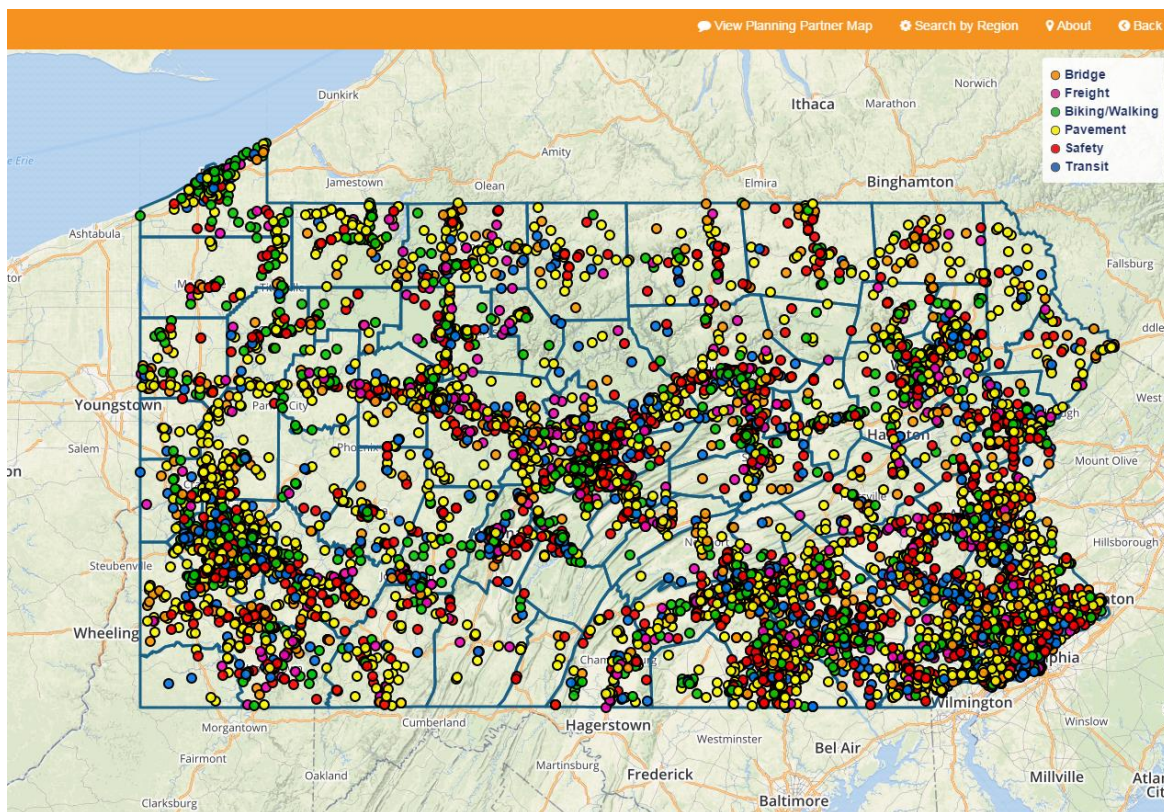 View Planning Partner Map
Search by Region
About
Back
Bridge
Freight
Biking/Walking
Pavement
Safety
Transit
Dunkirk
Ithaca
Marathon
Norwich
Amity
Jamestown
Olean
Elmira
Binghamton
Ashtabula
Fallsburg
Youngstown
Salem
West
Mount Olive
Hillsborough
Steubenville
Wheeling
Wilmington
Morgantown
Cumberland
Hagerstown
Winslow
Westminster
Bel Air
Fairmont
Oakland
Martinsburg
Frederick
Millville
Baltimore
Clarksburg